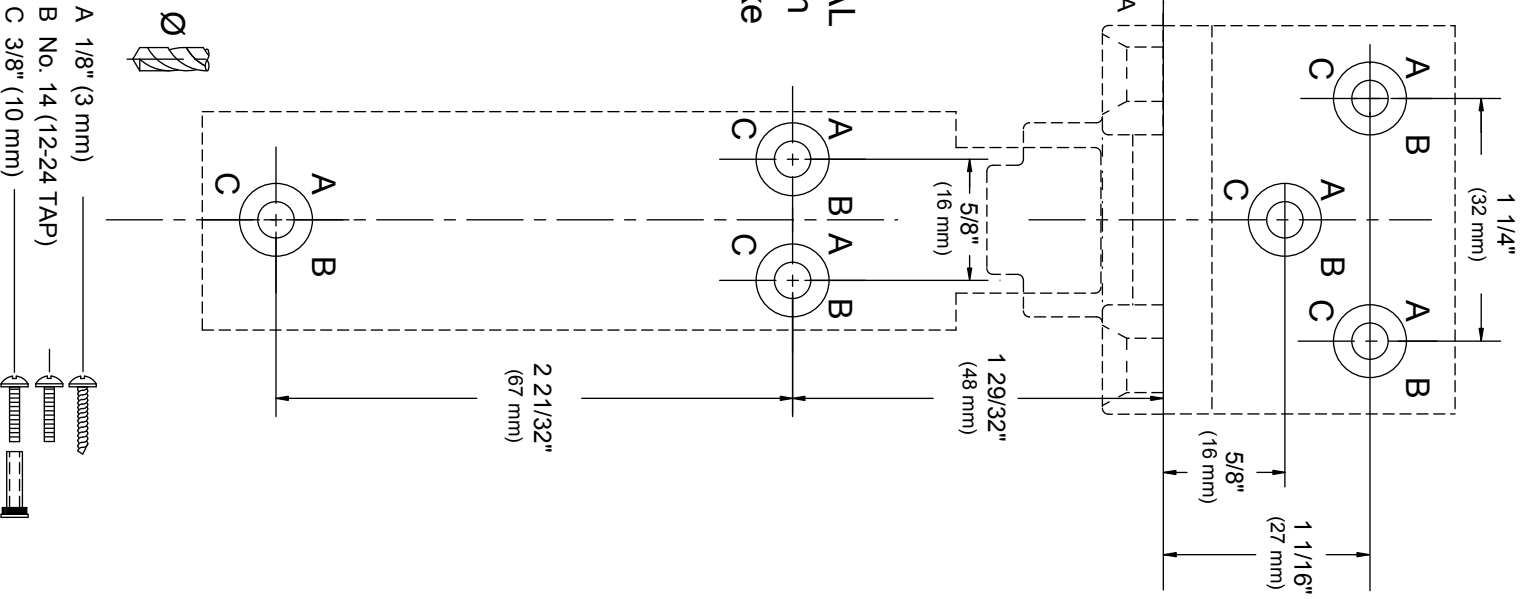 AL
n
ke
A
1 1/4"
(32 mm)
A
C
B
A
C
B
A
C
B
5/8"
(16 mm)
1 1/16"
(27 mm)
A
C
B
A
C
B
5/8"
(16 mm)
1 29/32"
(48 mm)
2 21/32"
(67 mm)
A
C
B
Ø
A 1/8" (3 mm)
B No. 14 (12-24 TAP)
C 3/8" (10 mm)